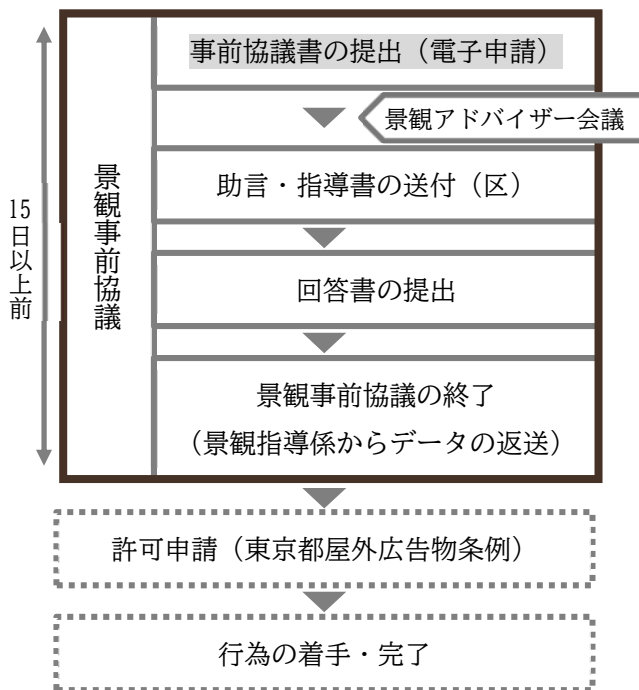 事前協議書の提出（電子申請）
景観アドバイザー会議
助言・指導書の送付（区）
回答書の提出
景観事前協議の終了
（景観指導係からデータの返送）
景観事前協議
15日以上前
許可申請（東京都屋外広告物条例）
行為の着手・完了